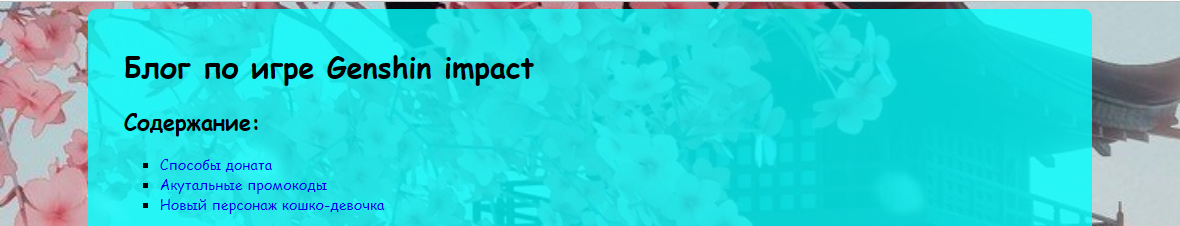 Блог по игре Genshin impact
Содержание:
Способы доната
Акутальные промокоды
Новый персонаж кошко-девочка